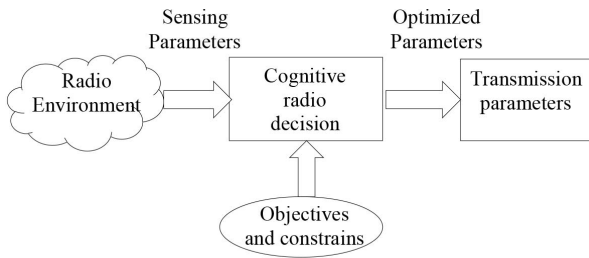 Sensing
Parameters
Optimized
Parameters
Radio
Environment
Cognitive
radio
decision
Transmission
parameters
Objectives
and constrains